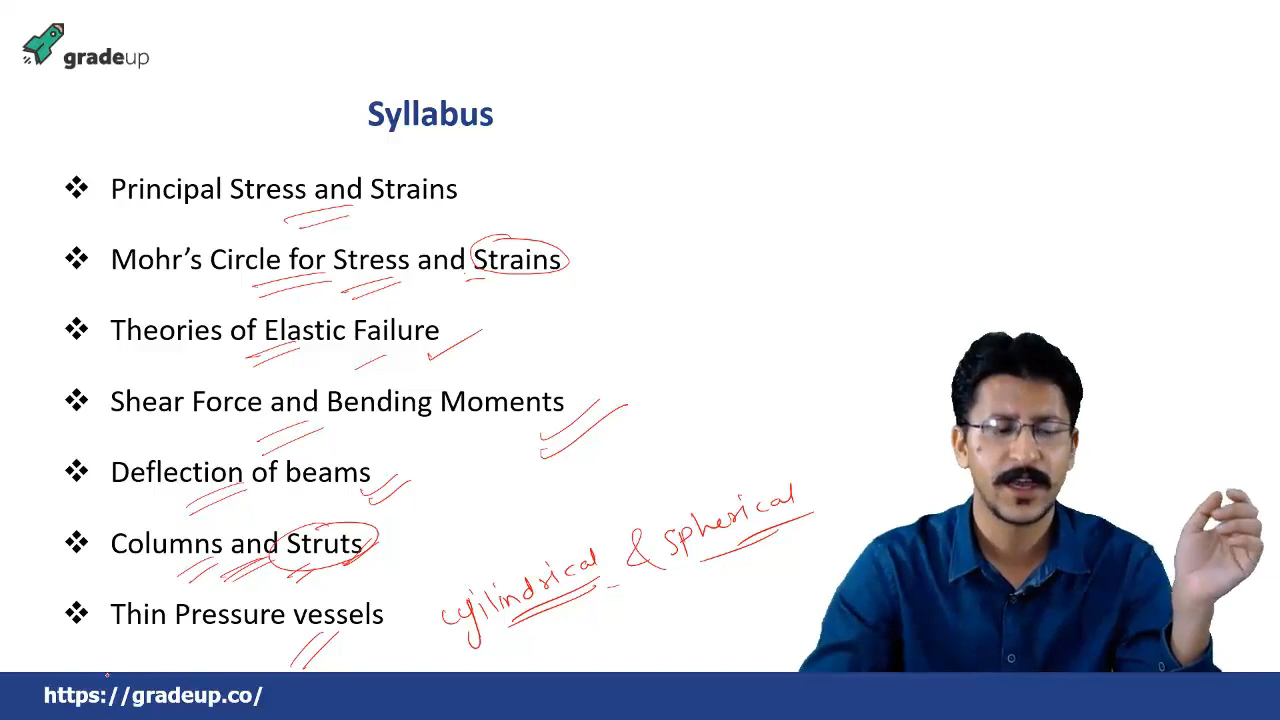 gradeup
Syllabus
❖ Principal Stress and Strains
❖ Mohr’s Circle for Stress and Strains
❖ Theories of Elastic Failure
❖ Shear Force and Bending Moments
❖ Deflection of beams
❖ Columns and Struts
❖ Thin Pressure vessels
cyilindrical & spherical
https://gradeup.co/